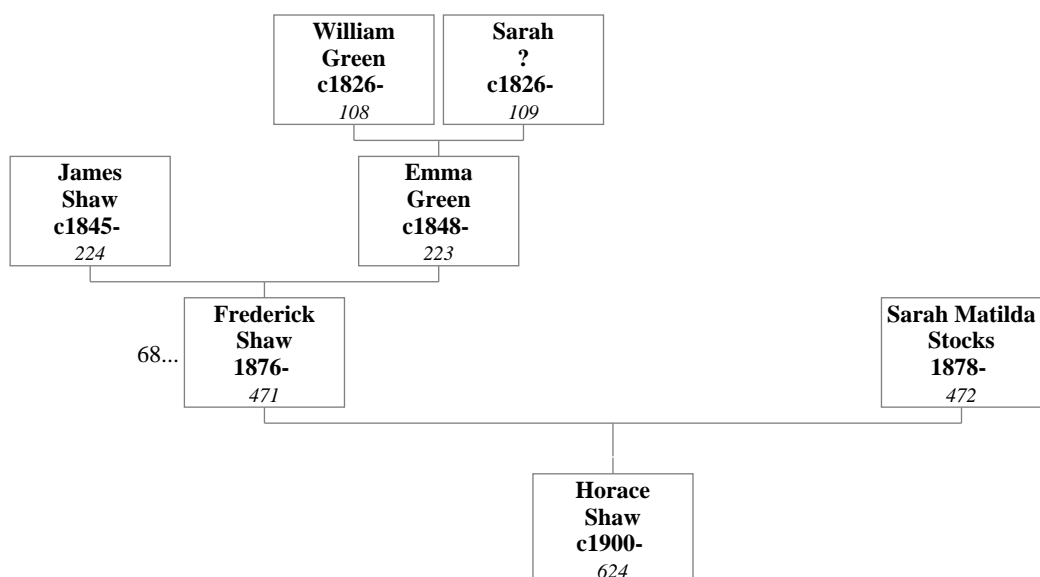 William
Green
c1826-
108
Sarah
?
c1826-
109
James
Shaw
c1845-
224
Emma
Green
c1848-
223
68...
Frederick
Shaw
1876-
471
Sarah Matilda
Stocks
1878-
472
Horace
Shaw
c1900-
624